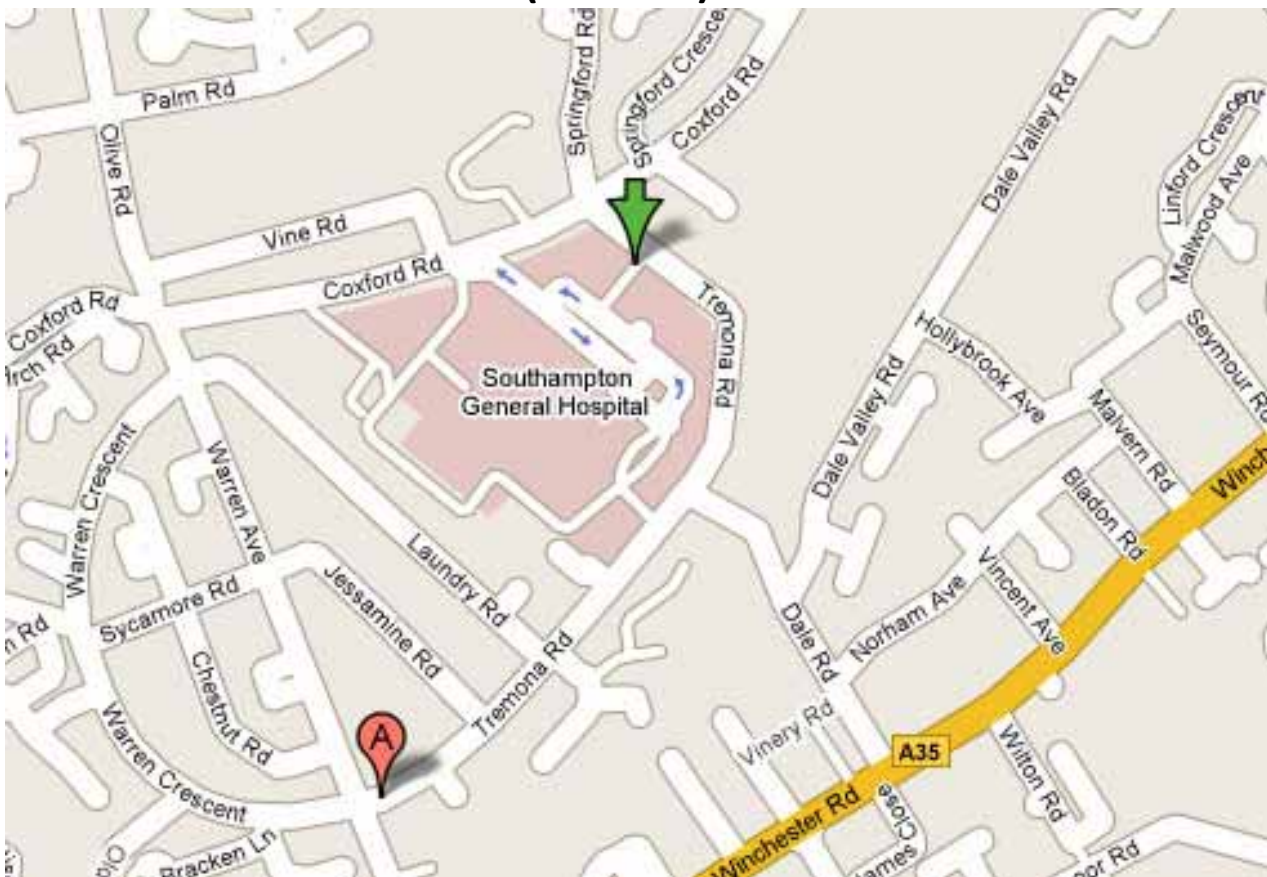 Palm Rd
Olive Rd
Springford Rd
Springford Crescent
Coxford Rd
Dale Valley Rd
Linford Crescent
Malwood Ave
Vine Rd
Coxford Rd
Coxford Rd
Tremona Rd
Hollybrook Ave
Seymour Rd
Southampton
General Hospital
Dale Valley Rd
Malvern Rd
Bladon Rd
Warren Crescent
Warren Ave
Laundry Rd
Jessamine Rd
Sycamore Rd
Vincent Ave
Norham Ave
Dale Rd
Chestnut Rd
Tremona Rd
A
Vinery Rd
A35
Wilton Rd
Warren Crescent
Winchester Rd
Close
Bracken Ln
Rd